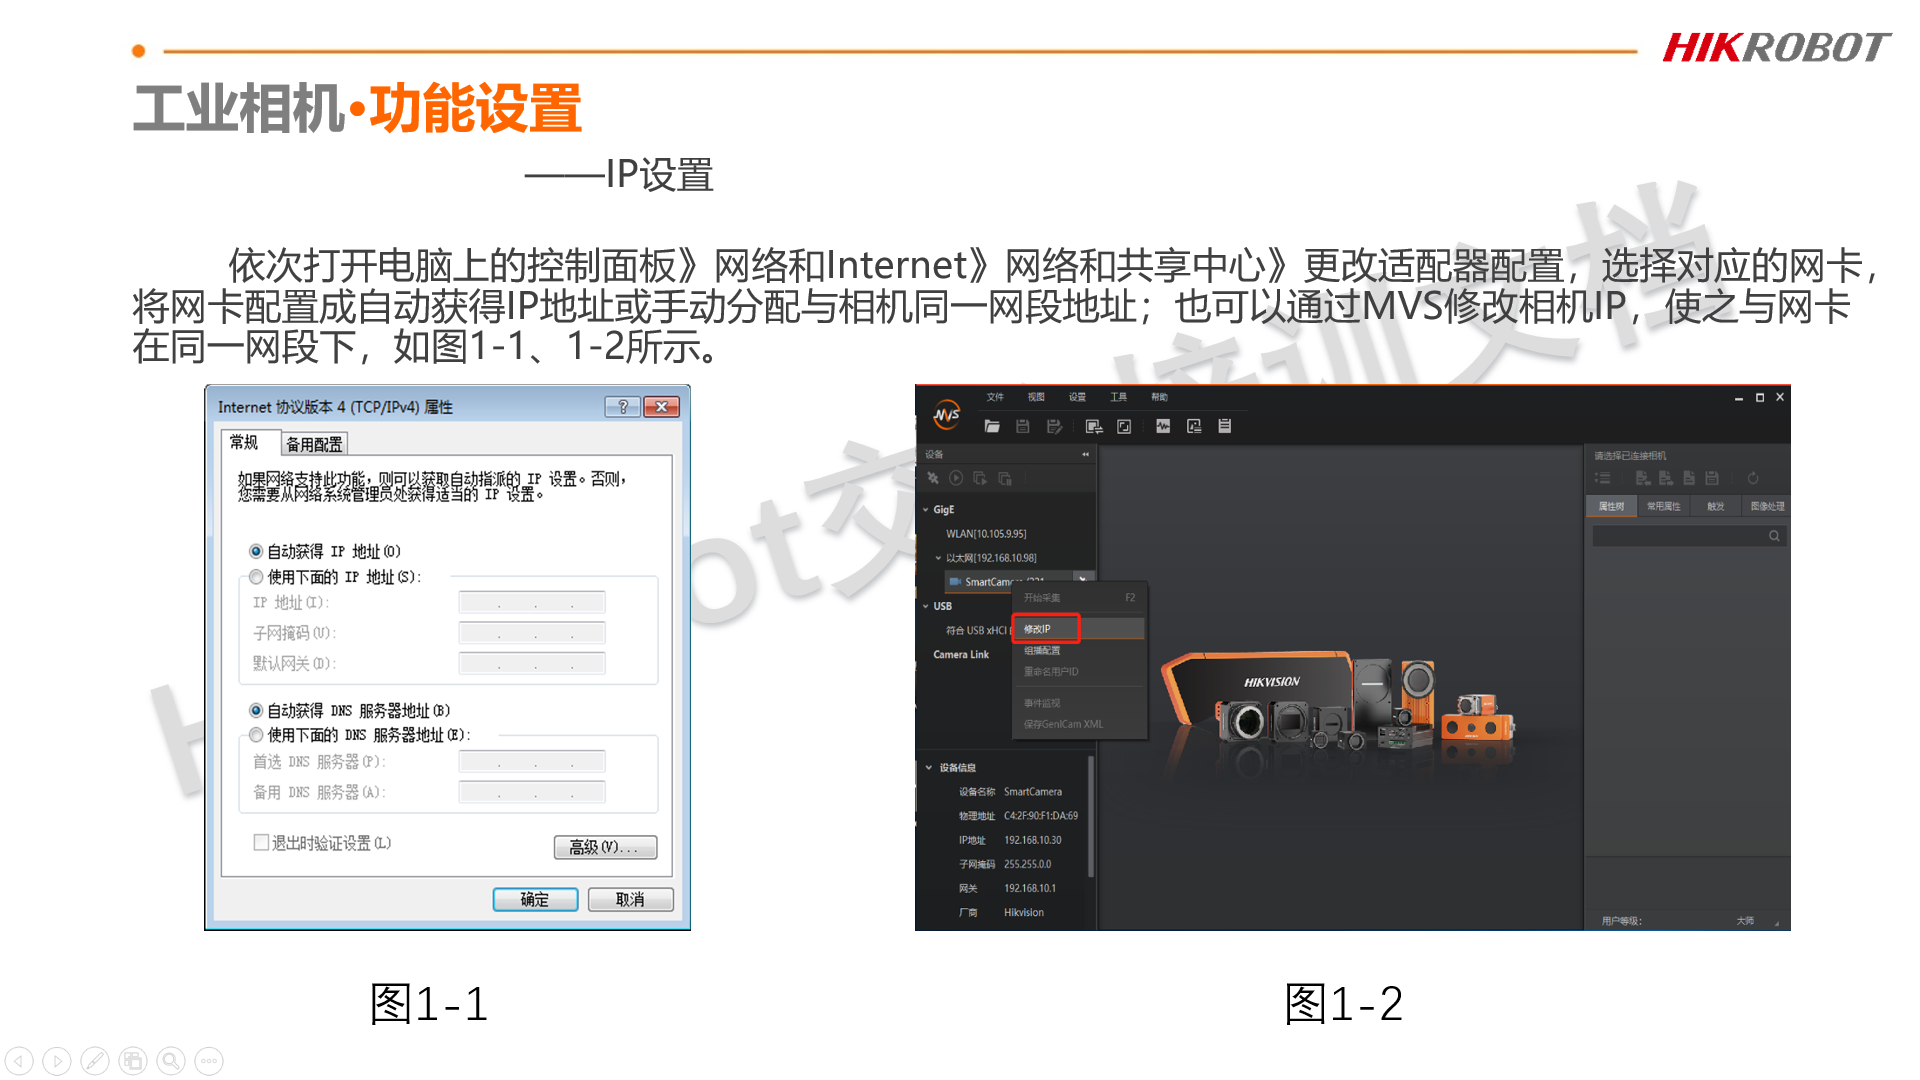 HIKROBOT
工业相机•功能设置
——IP设置
依次打开电脑上的控制面板》网络和Internet》网络和共享中心》更改适配器配置，选择对应的网卡，
将网卡配置成自动获得IP地址或手动分配与相机同一网段地址；也可以通过MVS修改相机IP，使之与网卡
在同一网段下，如图1-1、1-2所示。
Internet 协议版本 4 (TCP/IPv4) 属性
常规
备用配置
如果网络支持此功能，则可以获取自动指派的 IP 设置。否则，
您需要从网络系统管理员处获得适当的 IP 设置。
自动获得 IP 地址(O)
使用下面的 IP 地址(S):
IP 地址(I):
子网掩码(U):
默认网关(D):
自动获得 DNS 服务器地址(B)
使用下面的 DNS 服务器地址(E):
首选 DNS 服务器(P):
备用 DNS 服务器(A):
退出时验证设置(L)
高级(V)...
确定
取消
图1-1
MVS
文件 视图 设置 工具 帮助
设备
GigE
WLAN[10.105.9.95]
以太网[192.168.10.98]
SmartCam
USB
符合 USB xHCI
Camera Link
开始采集 F2
修改IP
组播配置
重命名用户ID
事件监视
保存GenICam XML
设备信息
设备名称 SmartCamera
物理地址 C4:2F:90:F1:DA:69
IP地址 192.168.10.30
子网掩码 255.255.0.0
网关 192.168.10.1
厂商 Hikvision
HIKVISION
请选择已连接相机
属性树 常用属性 触发 图像处理
用户等级: 大师
图1-2
培训文档